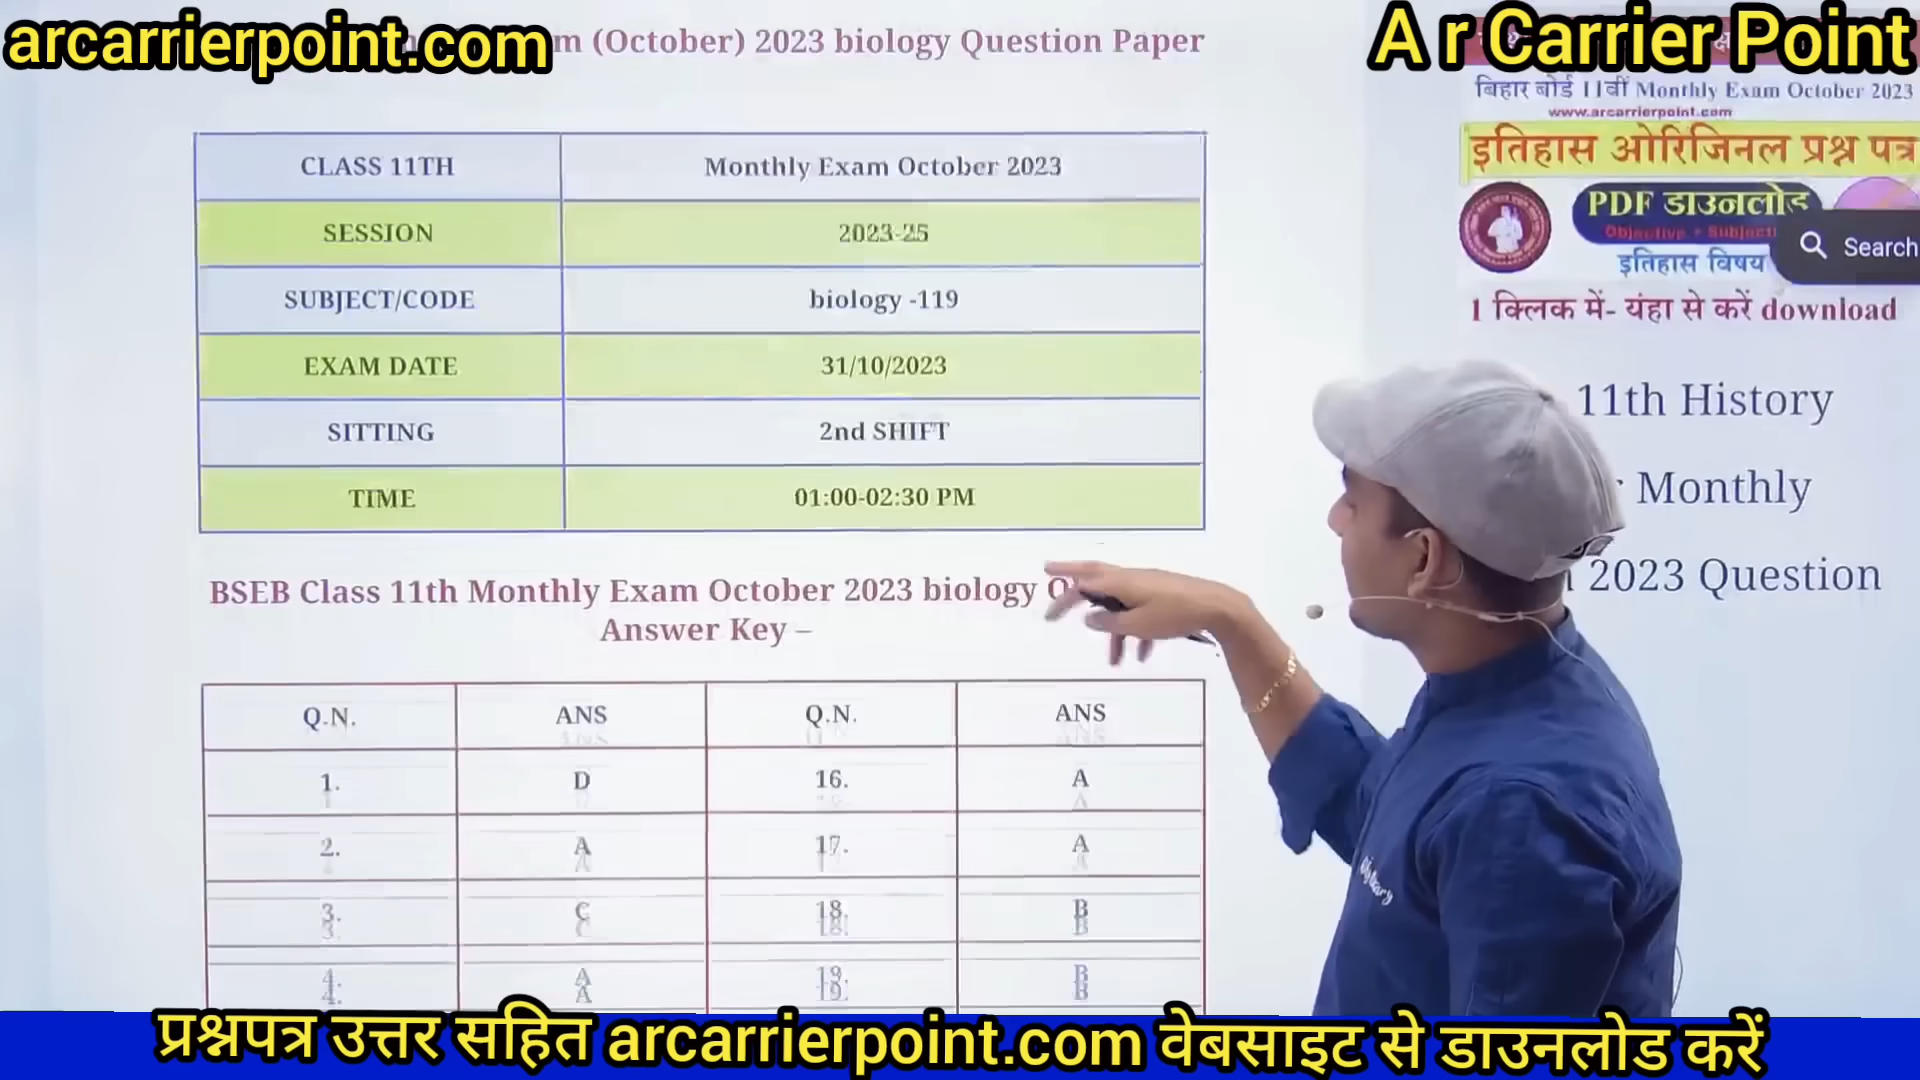 arcarrierpoint.com
m (October) 2023 biology Question Paper
A r Carrier Point
बिहार बोर्ड 11वीं Monthly Exam October 2023
www.arcarrierpoint.com
इतिहास ओरिजिनल प्रश्न पत्र
PDF डाउनलोड
Objective + Subjecti
Search
इतिहास विषय
1 क्लिक में- यंहा से करें download
11th History
Monthly
2023 Question
CLASS 11TH Monthly Exam October 2023
SESSION 2023-25
SUBJECT/CODE biology -119
EXAM DATE 31/10/2023
SITTING 2nd SHIFT
TIME 01:00-02:30 PM
BSEB Class 11th Monthly Exam October 2023 biology
Answer Key –
Q.N. ANS Q.N. ANS
1. D 16. A
2. A 17. A
3. C 18. B
4. A 19. B
प्रश्नपत्र उत्तर सहित arcarrierpoint.com वेबसाइट से डाउनलोड करें